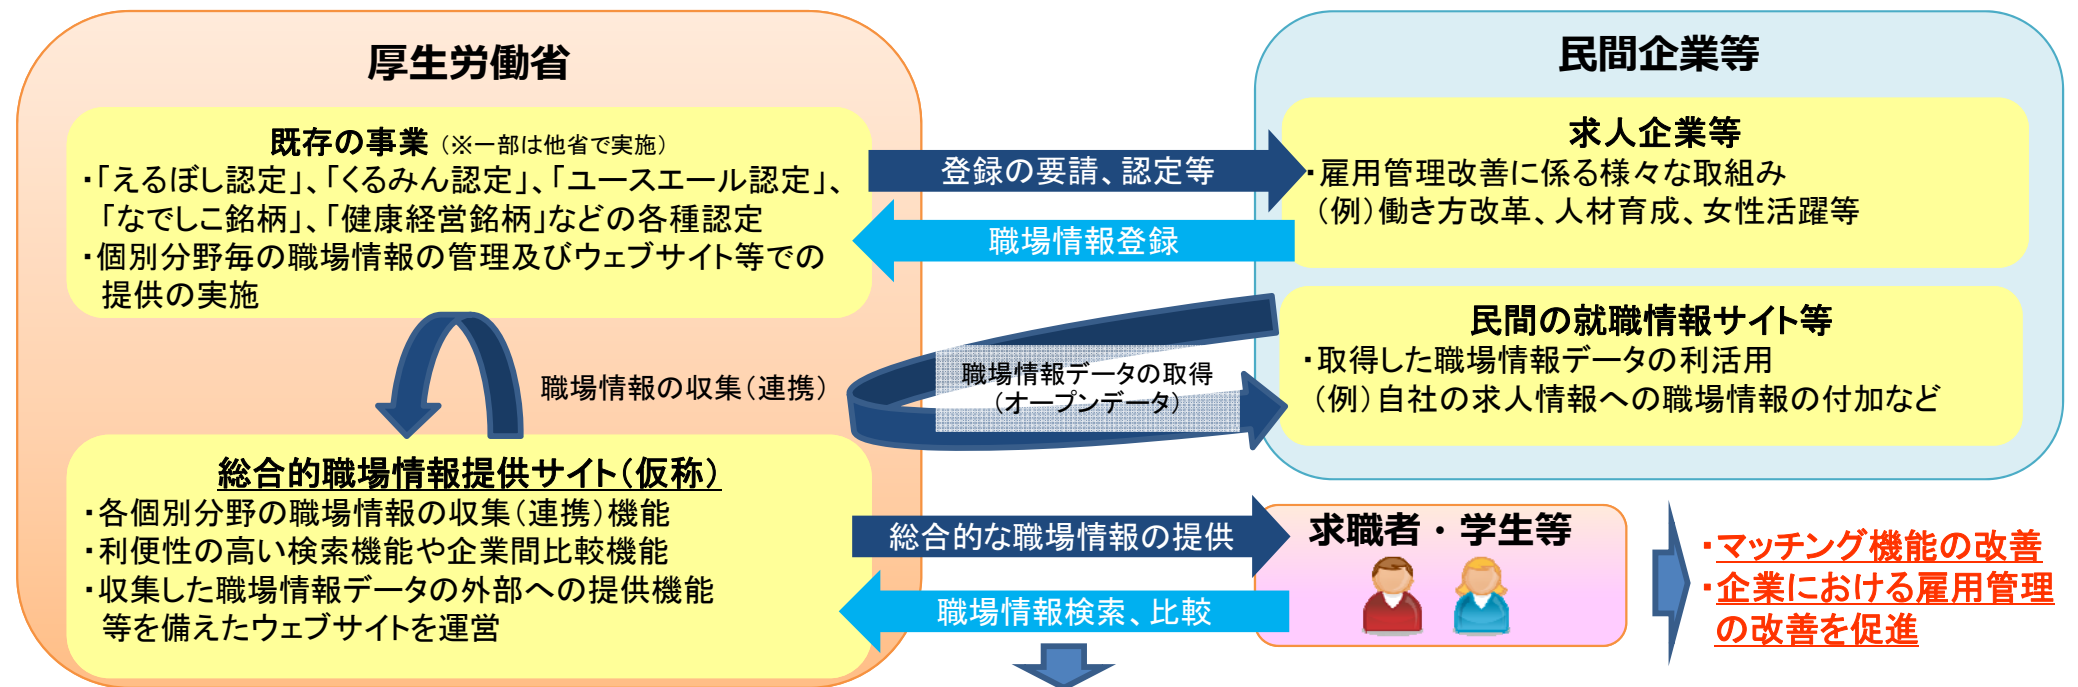 厚生労働省
既存の事業（※一部は他省で実施）
・「えるぼし認定」、「くるみん認定」、「ユースエール認定」、
「なでしこ銘柄」、「健康経営銘柄」などの各種認定
・個別分野毎の職場情報の管理及びウェブサイト等での
提供の実施
職場情報の収集（連携）
総合的職場情報提供サイト（仮称）
・各個別分野の職場情報の収集（連携）機能
・利便性の高い検索機能や企業間比較機能
・収集した職場情報データの外部への提供機能
等を備えたウェブサイトを運営
登録の要請、認定等
職場情報登録
職場情報データの取得
（オープンデータ）
総合的な職場情報の提供
職場情報検索、比較
民間企業等
求人企業等
・雇用管理改善に係る様々な取組み
（例）働き方改革、人材育成、女性活躍等
民間の就職情報サイト等
・取得した職場情報データの利活用
（例）自社の求人情報への職場情報の付加など
求職者・学生等
・マッチング機能の改善
・企業における雇用管理
の改善を促進